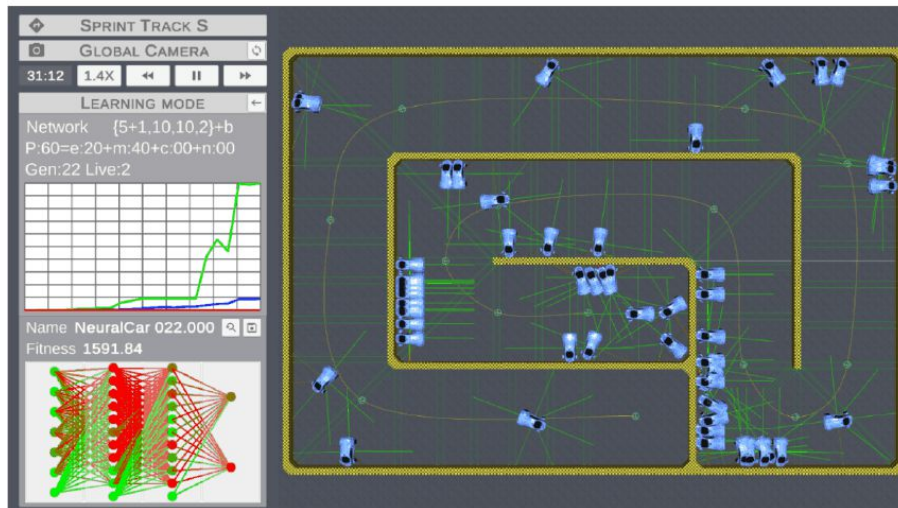 SPRINT TRACK S
GLOBAL CAMERA
31:12 1.4X
LEARNING MODE
Network {5+1,10,10,2}+b
P:60=e:20+m:40+c:00+n:00
Gen:22 Live:2
Name NeuralCar 022.000
Fitness 1591.84